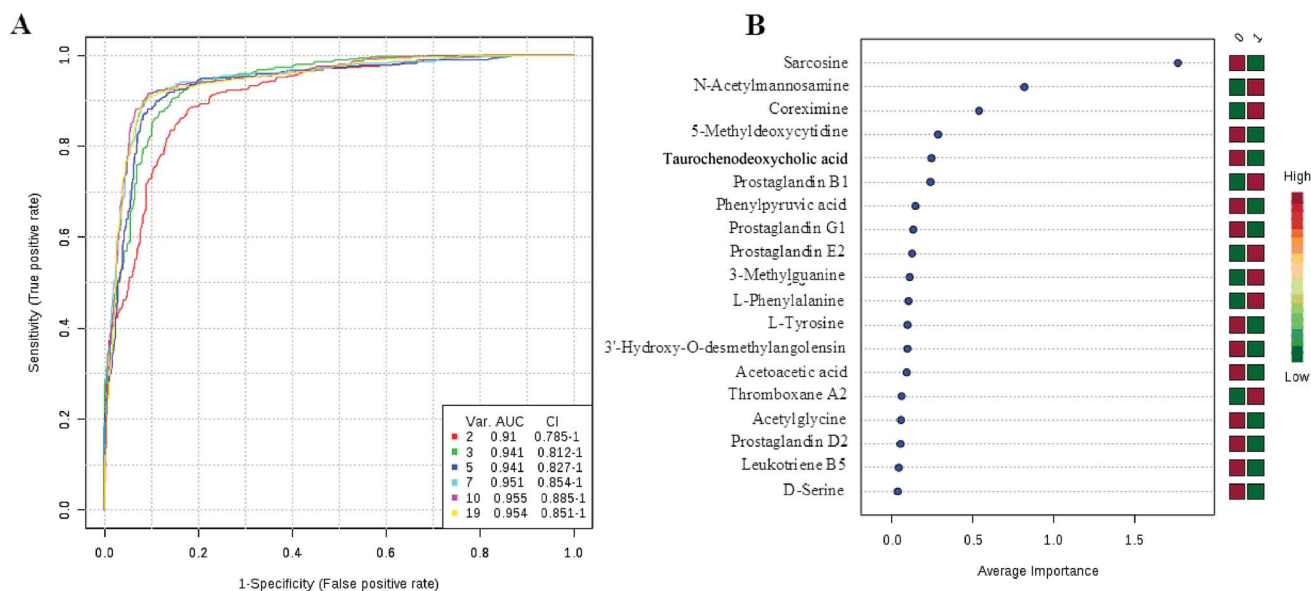 A
Sensitivity (True positive rate)
1.0
0.8
0.6
0.4
0.2
0.0
Var. AUC CI
2 0.91 0.785-1
3 0.941 0.812-1
5 0.941 0.827-1
7 0.951 0.854-1
10 0.955 0.885-1
19 0.954 0.851-1
0.0 0.2 0.4 0.6 0.8 1.0
1-Specificity (False positive rate)
B
0 1
Sarcosine
N-Acetylmannosamine
Coreximine
5-Methyldeoxycytidine
Taurochenodeoxycholic acid
Prostaglandin B1
Phenylpyruvic acid
Prostaglandin G1
Prostaglandin E2
3-Methylguanine
L-Phenylalanine
L-Tyrosine
3'-Hydroxy-O-desmethylangolensin
Acetoacetic acid
Thromboxane A2
Acetylglycine
Prostaglandin D2
Leukotriene B5
D-Serine
0.0 0.5 1.0 1.5
Average Importance
High
Low